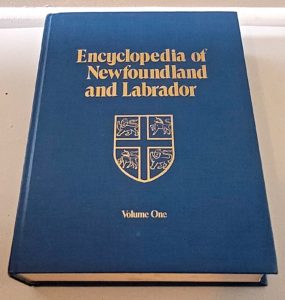 Encyclopedia of
Newfoundland
and Labrador
Volume One